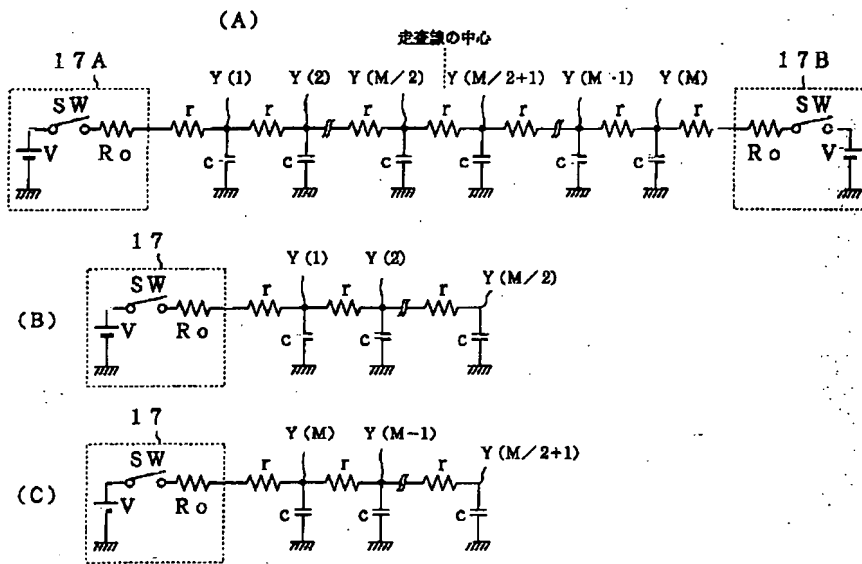 (A)
走査線の中心
17A
17B
Y(1) Y(2) Y(M/2) Y(M/2+1) Y(M-1) Y(M)
SW r r r r r r r SW
V Ro c c c c c c Ro V
17
Y(1) Y(2) Y(M/2)
(B)
SW r r r
V Ro c c c
17
Y(M) Y(M-1) Y(M/2+1)
(C)
SW r r r
V Ro c c c